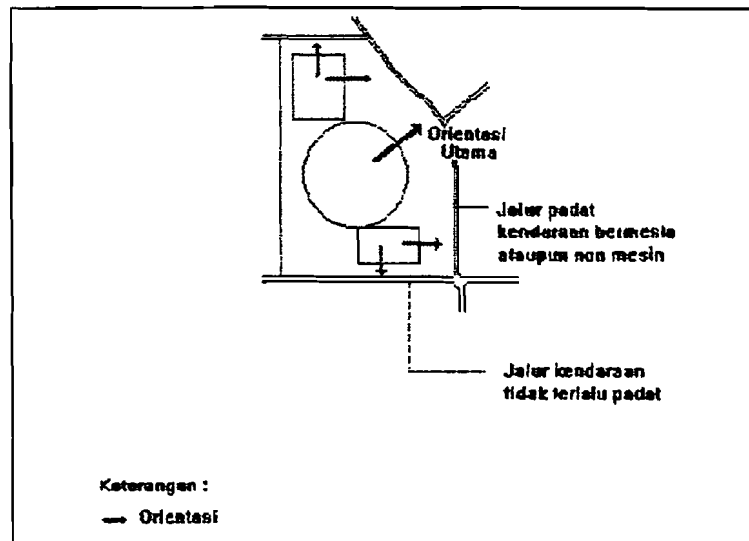 Orientasi
Utama
Jalur padat
kendaraan bermesin
ataupun non mesin
Jalur kendaraan
tidak terlalu padat
Keterangan :
Orientasi